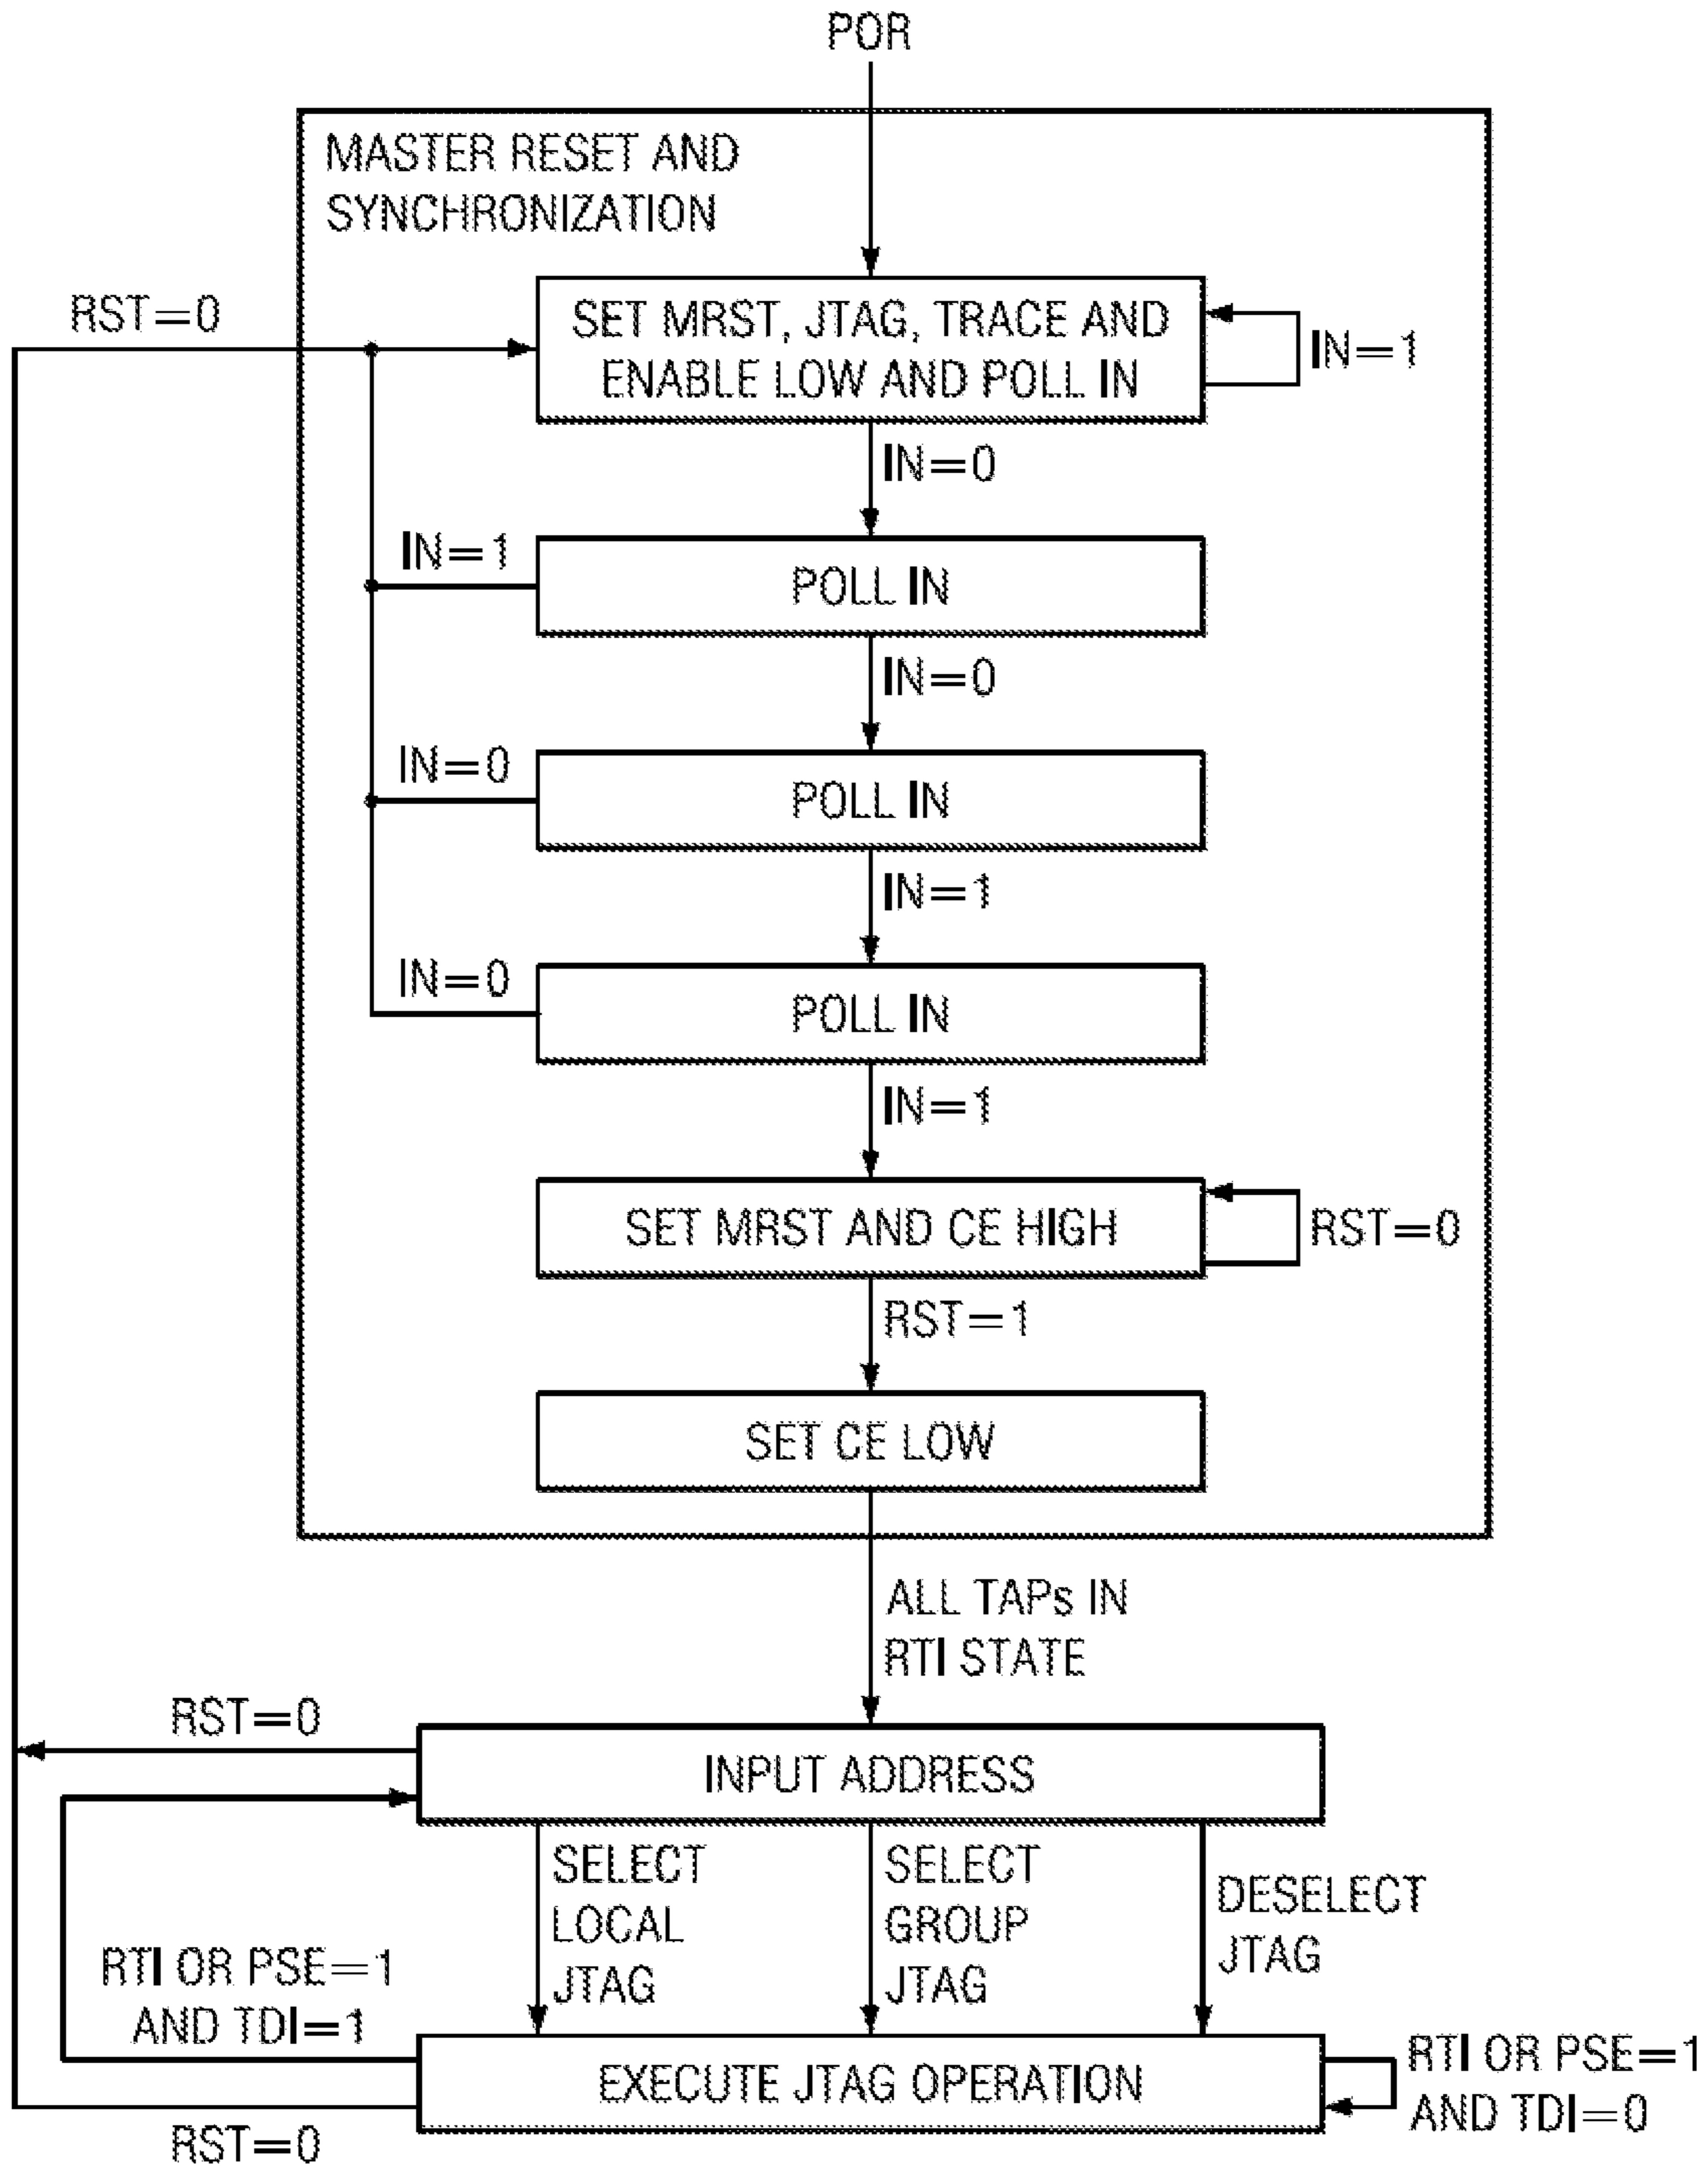 POR
MASTER RESET AND
SYNCHRONIZATION
RST=0
SET MRST, JTAG, TRACE AND
ENABLE LOW AND POLL IN
IN=1
IN=0
IN=1
POLL IN
IN=0
IN=0
POLL IN
IN=1
IN=0
POLL IN
IN=1
SET MRST AND CE HIGH
RST=0
RST=1
SET CE LOW
ALL TAPs IN
RTI STATE
RST=0
INPUT ADDRESS
SELECT
LOCAL
JTAG
SELECT
GROUP
JTAG
DESELECT
JTAG
RTI OR PSE=1
AND TDI=1
EXECUTE JTAG OPERATION
RTI OR PSE=1
AND TDI=0
RST=0